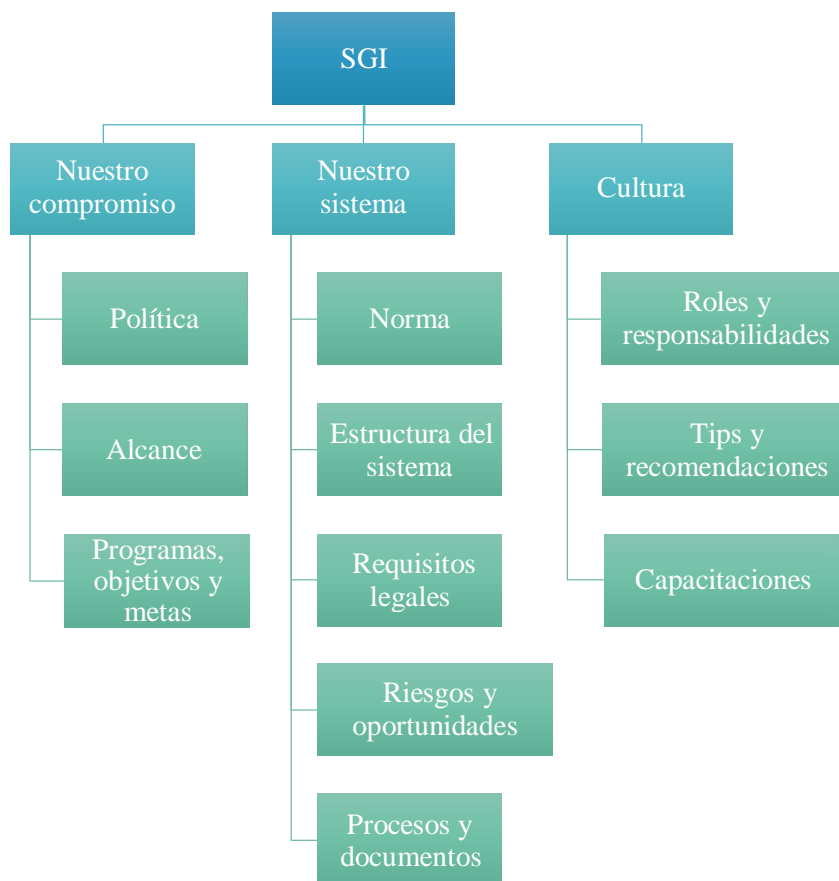 SGI
Nuestro
compromiso
Política
Alcance
Programas,
objetivos y
metas
Nuestro
sistema
Norma
Estructura del
sistema
Requisitos
legales
Riesgos y
oportunidades
Procesos y
documentos
Cultura
Roles y
responsabilidades
Tips y
recomendaciones
Capacitaciones